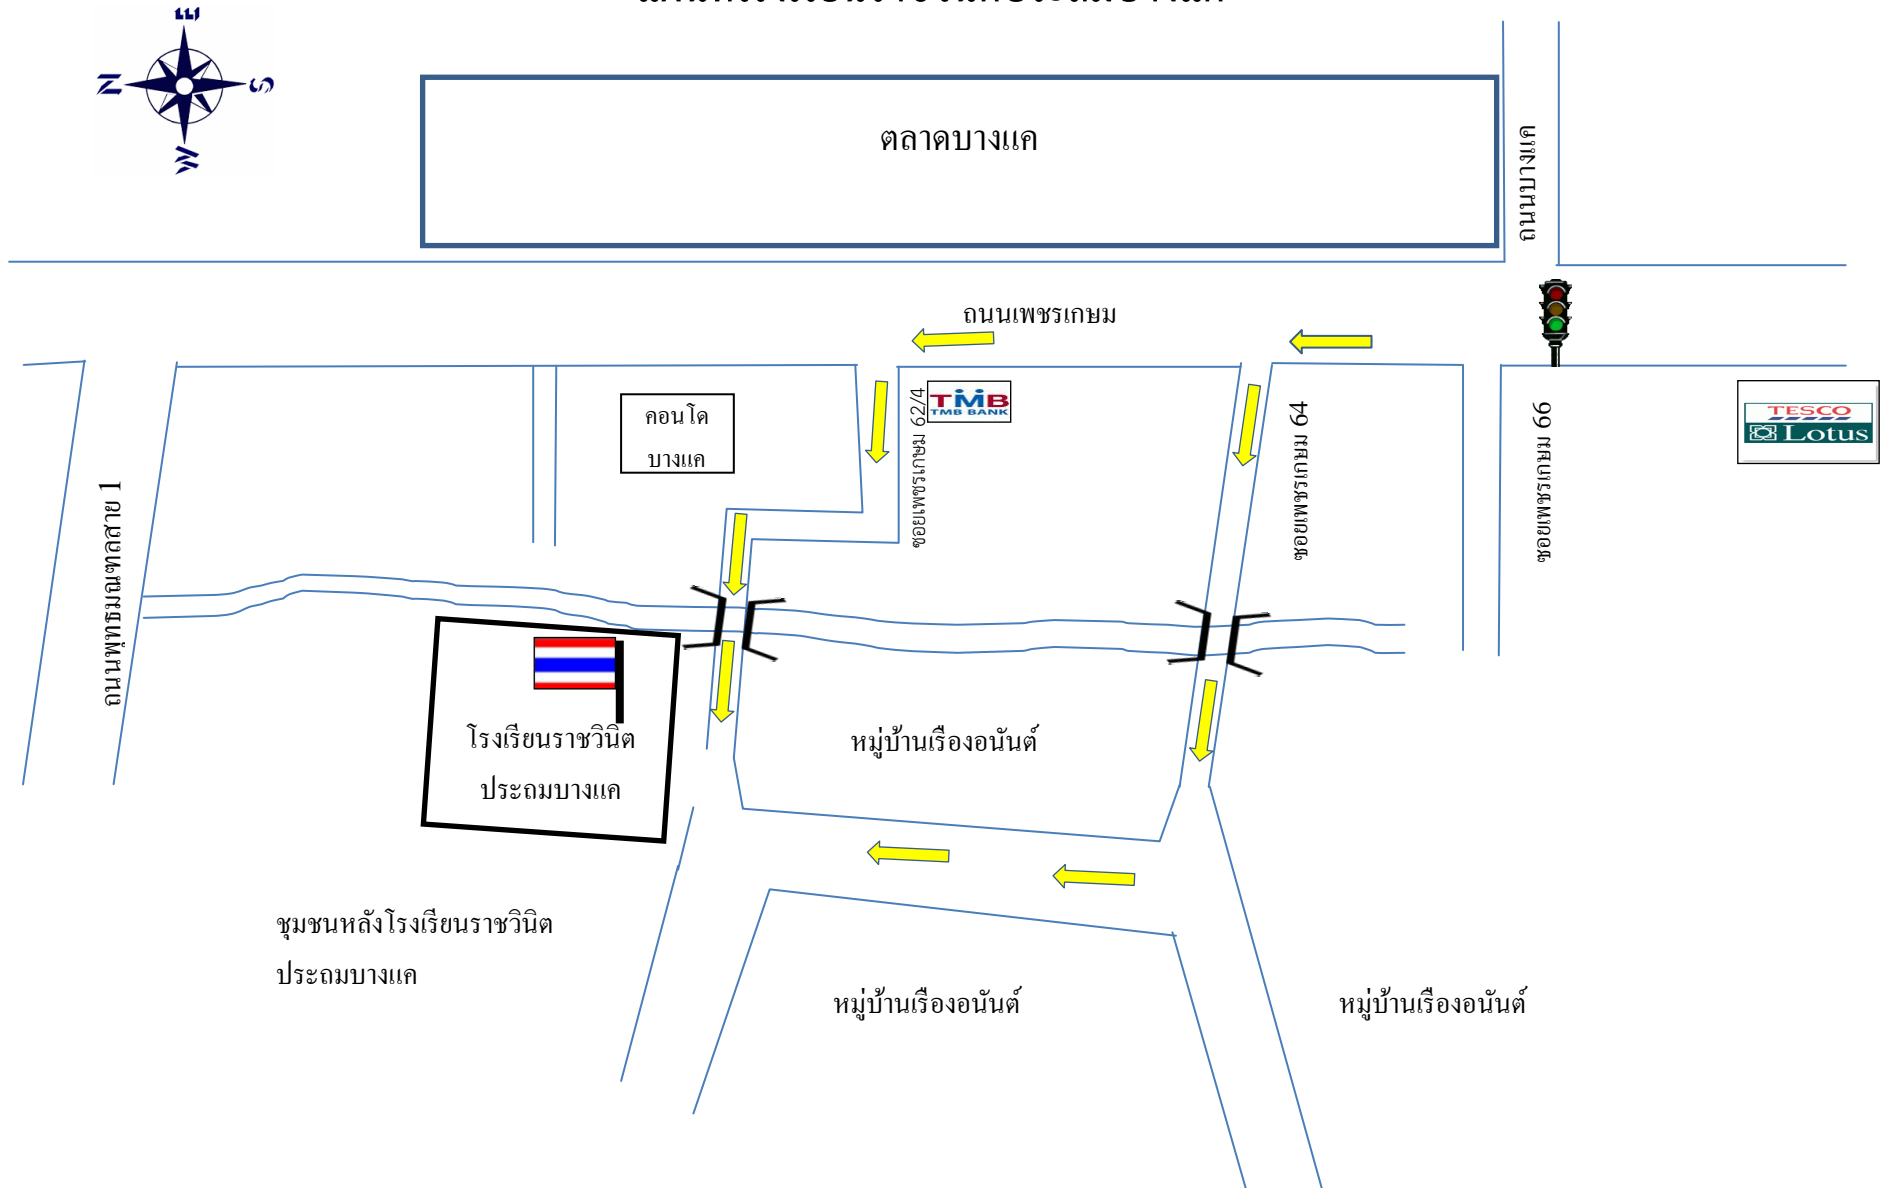 E
N
S
W
ตลาดบางแค
ถนนบางแค
ถนนเพชรเกษม
คอนโด
บางแค
ซอยเพชรเกษม 62/4
TMB
TMB BANK
ซอยเพชรเกษม 64
ซอยเพชรเกษม 66
TESCO
Lotus
ถนนพุทธมณฑลสาย 1
โรงเรียนราชวินิต
ประถมบางแค
หมู่บ้านเรืองอนันต์
ชุมชนหลังโรงเรียนราชวินิต
ประถมบางแค
หมู่บ้านเรืองอนันต์
หมู่บ้านเรืองอนันต์